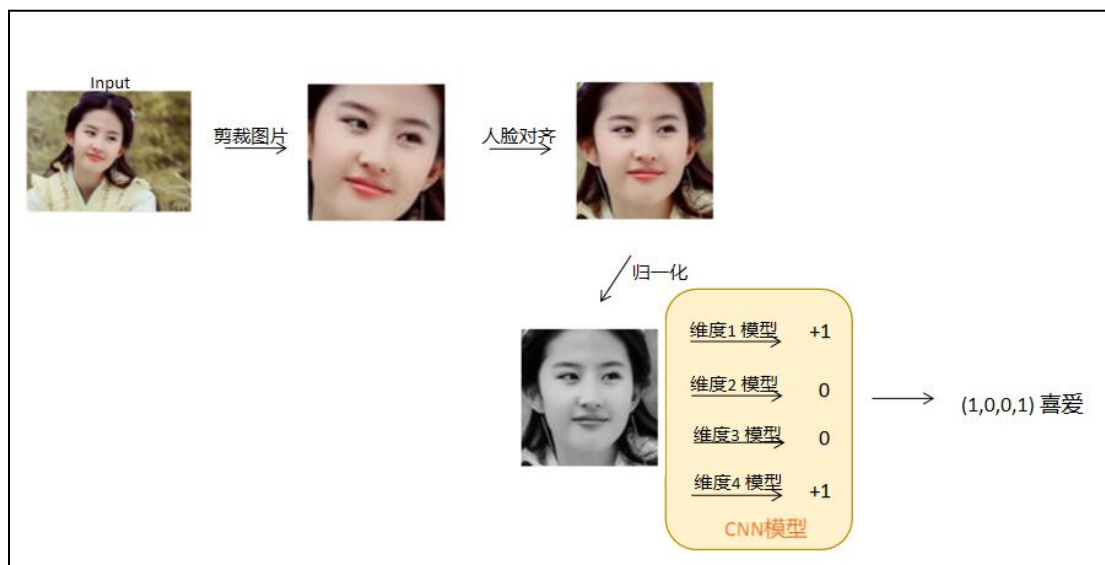 Input
剪裁图片
人脸对齐
归一化
维度1 模型 +1
维度2 模型 0
维度3 模型 0
维度4 模型 +1
CNN模型
(1,0,0,1) 喜爱